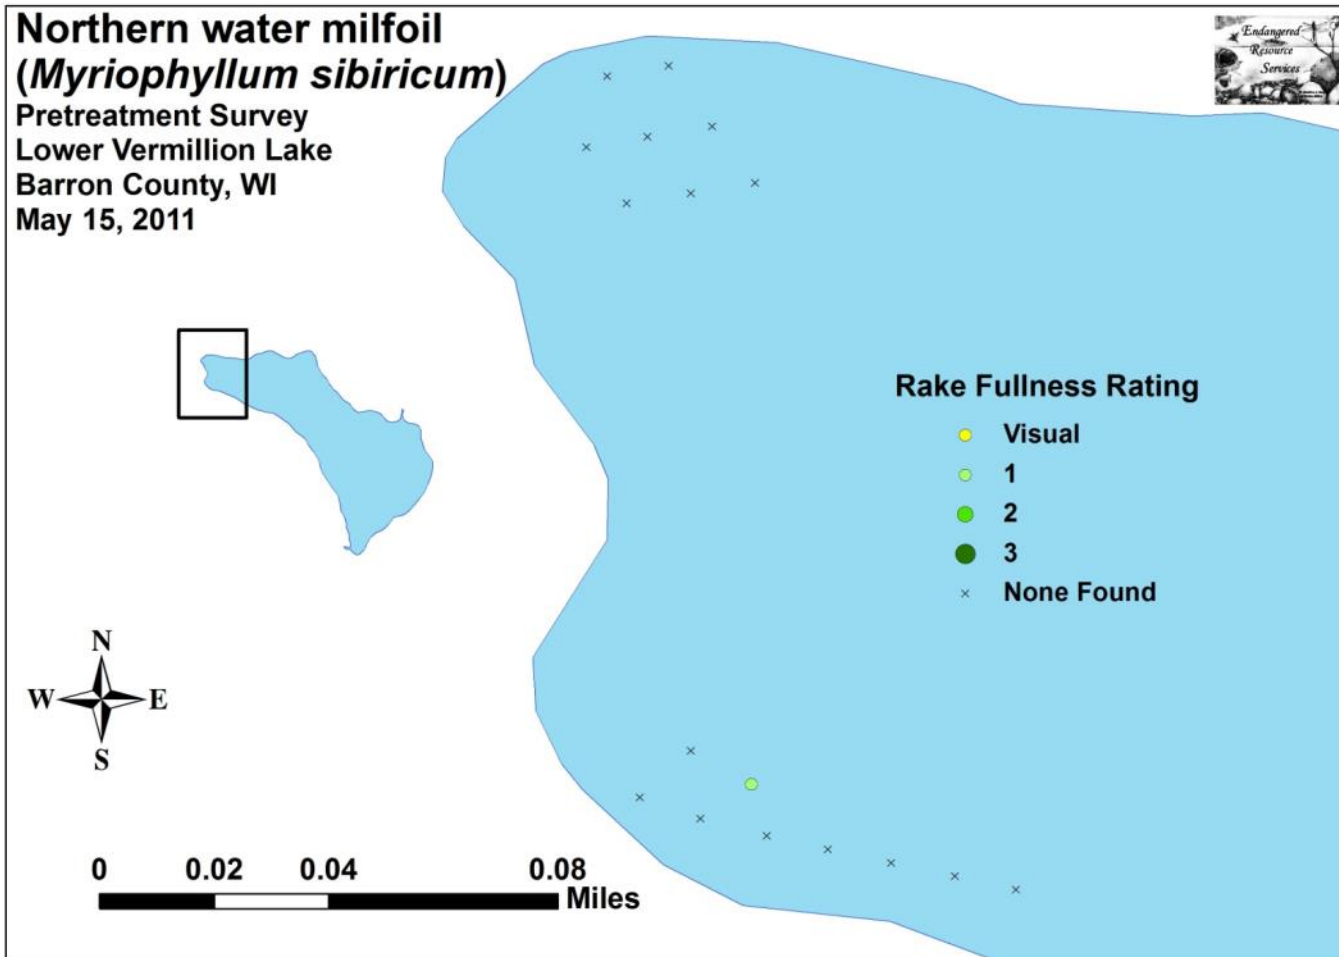 Northern water milfoil
(Myriophyllum sibiricum)
Pretreatment Survey
Lower Vermillion Lake
Barron County, WI
May 15, 2011
Endangered
Resource
Services
Rake Fullness Rating
Visual
1
2
3
None Found
N
W E
S
0 0.02 0.04 0.08
Miles